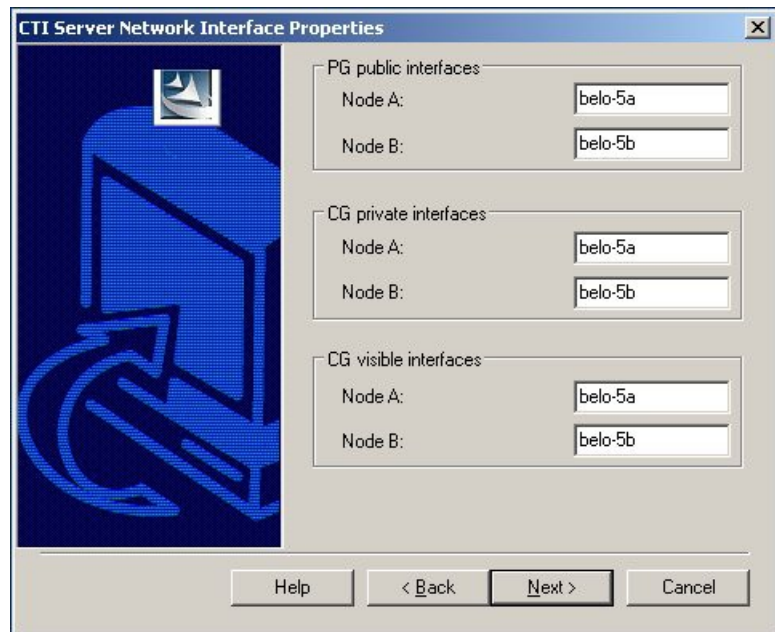 CTI Server Network Interface Properties
PG public interfaces
Node A: belo-5a
Node B: belo-5b
CG private interfaces
Node A: belo-5a
Node B: belo-5b
CG visible interfaces
Node A: belo-5a
Node B: belo-5b
Help < Back Next > Cancel